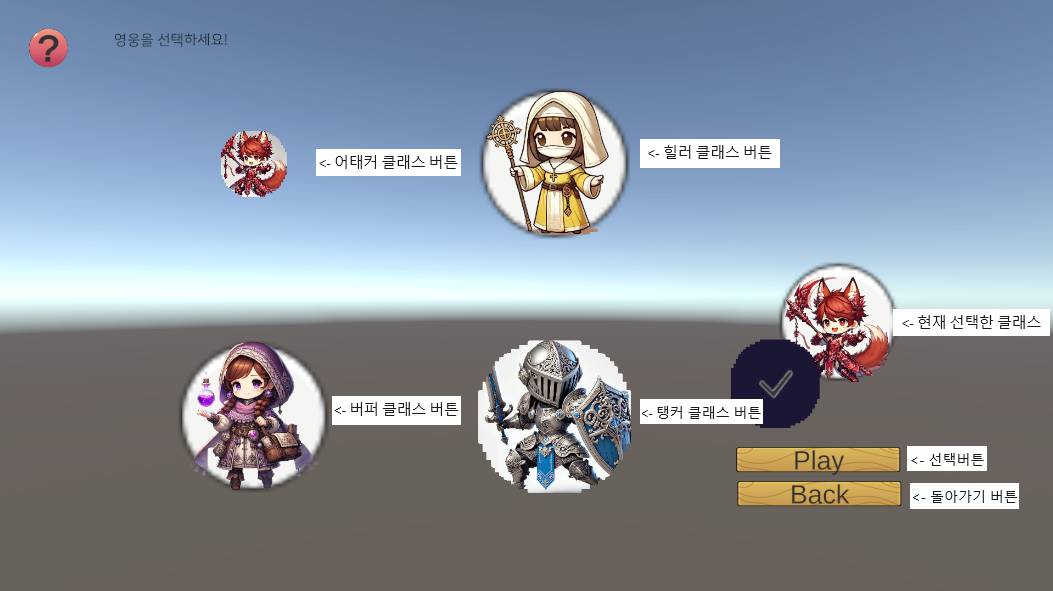 ?
영웅을 선택하세요!
<- 어태커 클래스 버튼
<- 힐러 클래스 버튼
<- 현재 선택한 클래스
<- 버퍼 클래스 버튼
<- 탱커 클래스 버튼
Play
<- 선택버튼
Back
<- 돌아가기 버튼